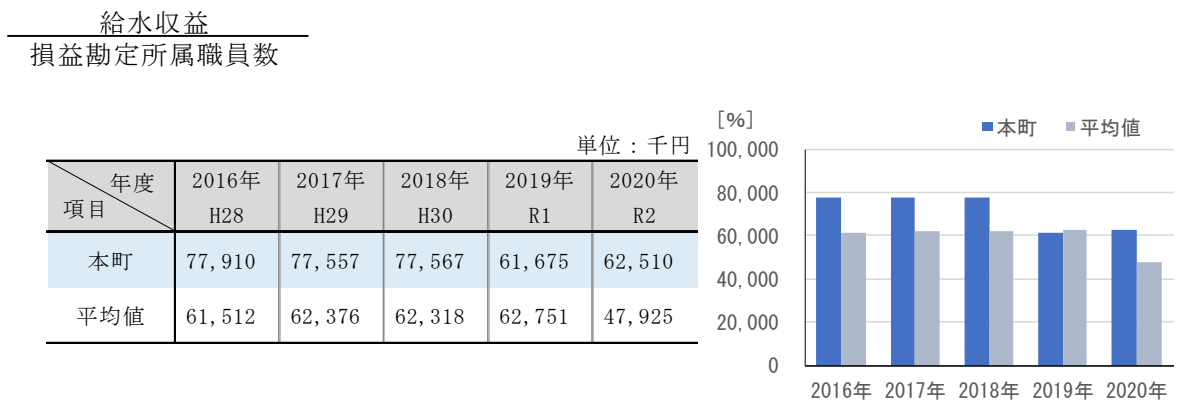 給水収益
損益勘定所属職員数
単位：千円
年度 2016年 2017年 2018年 2019年 2020年
項目 H28 H29 H30 R1 R2
本町 77,910 77,557 77,567 61,675 62,510
平均値 61,512 62,376 62,318 62,751 47,925
[%]
本町 平均値
100,000
80,000
60,000
40,000
20,000
0
2016年 2017年 2018年 2019年 2020年